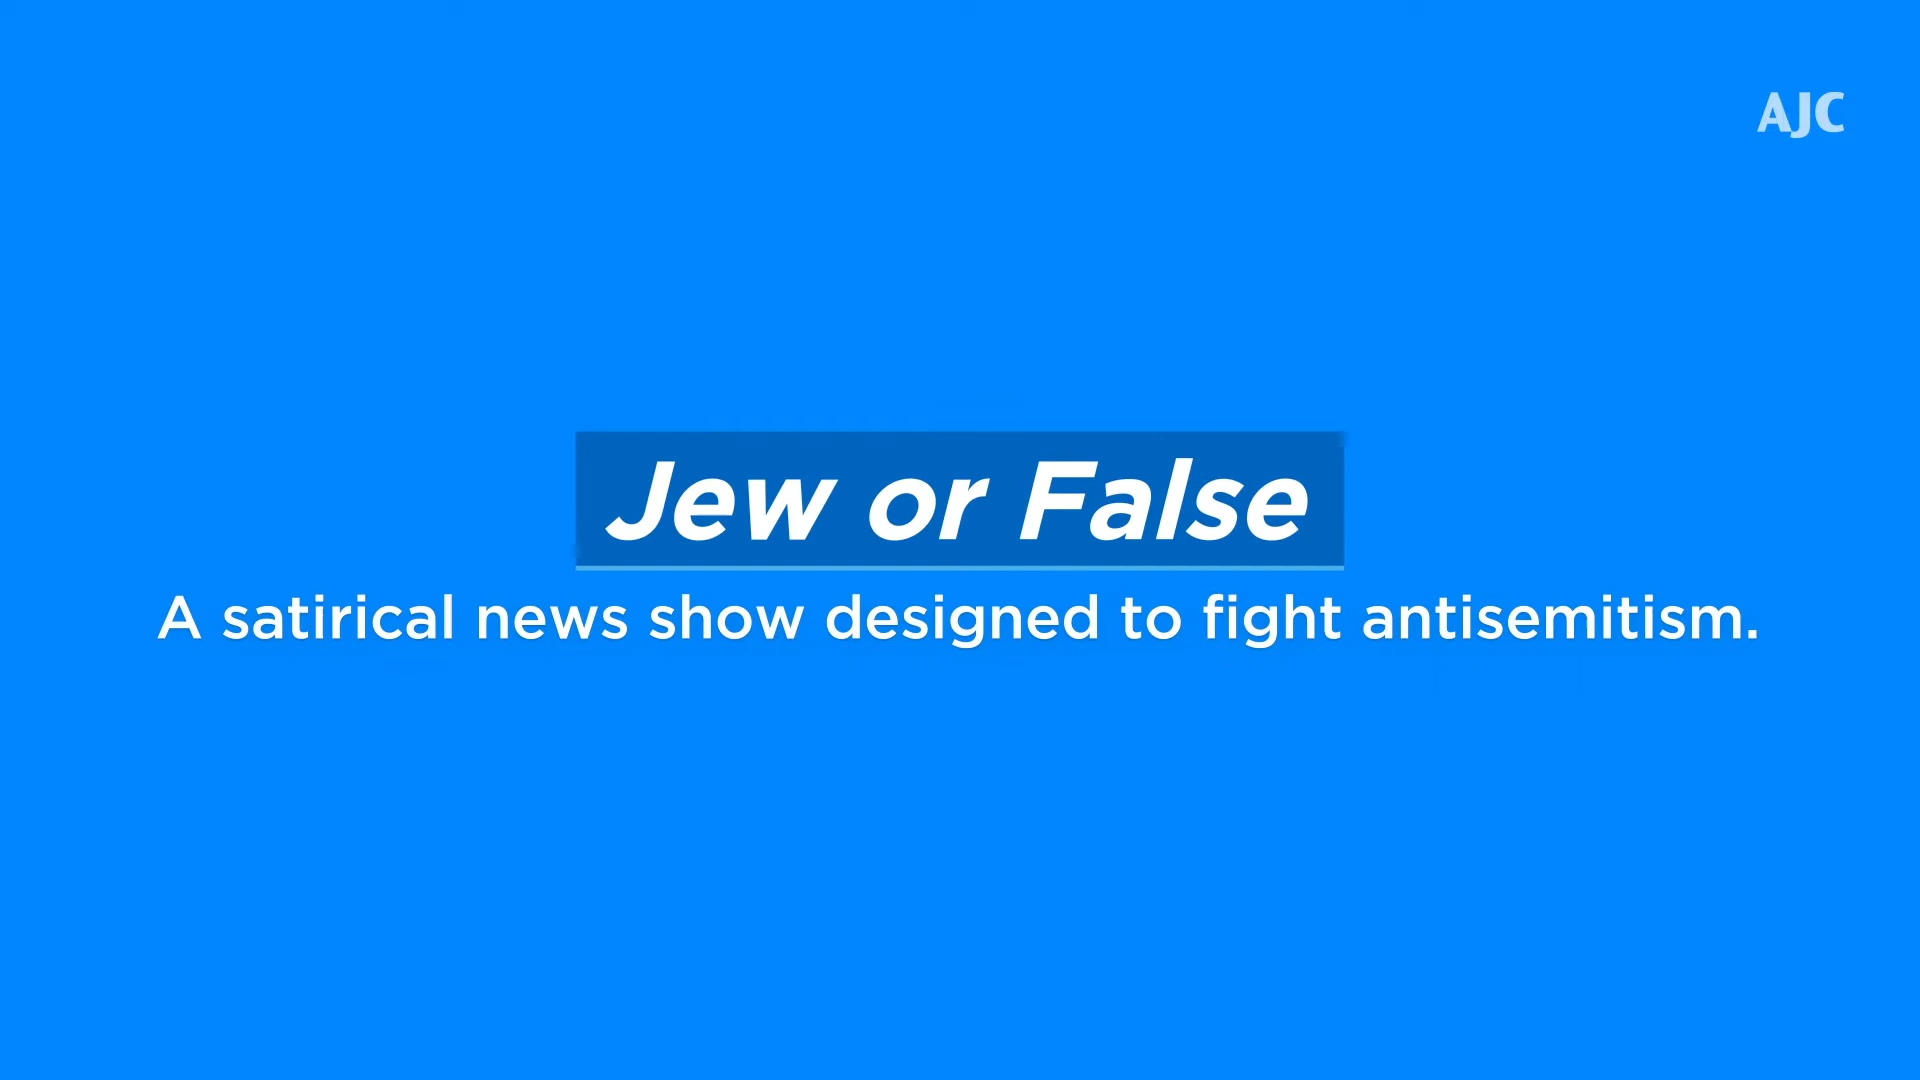 AJC
Jew or False
A satirical news show designed to fight antisemitism.